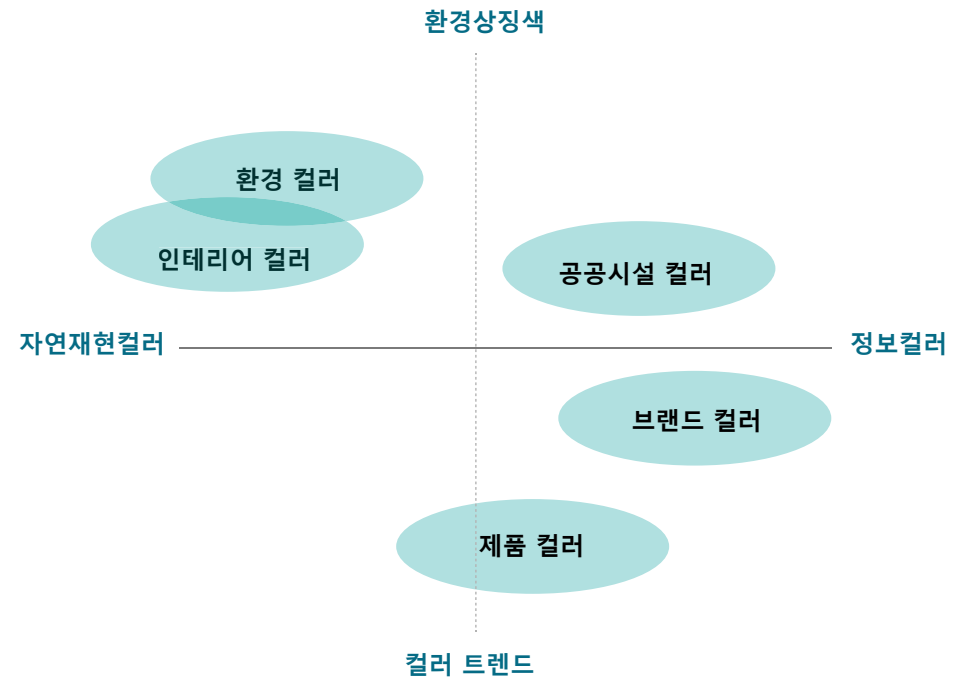 환경상징색
환경 컬러
인테리어 컬러
공공시설 컬러
자연재현컬러
정보컬러
브랜드 컬러
제품 컬러
컬러 트렌드